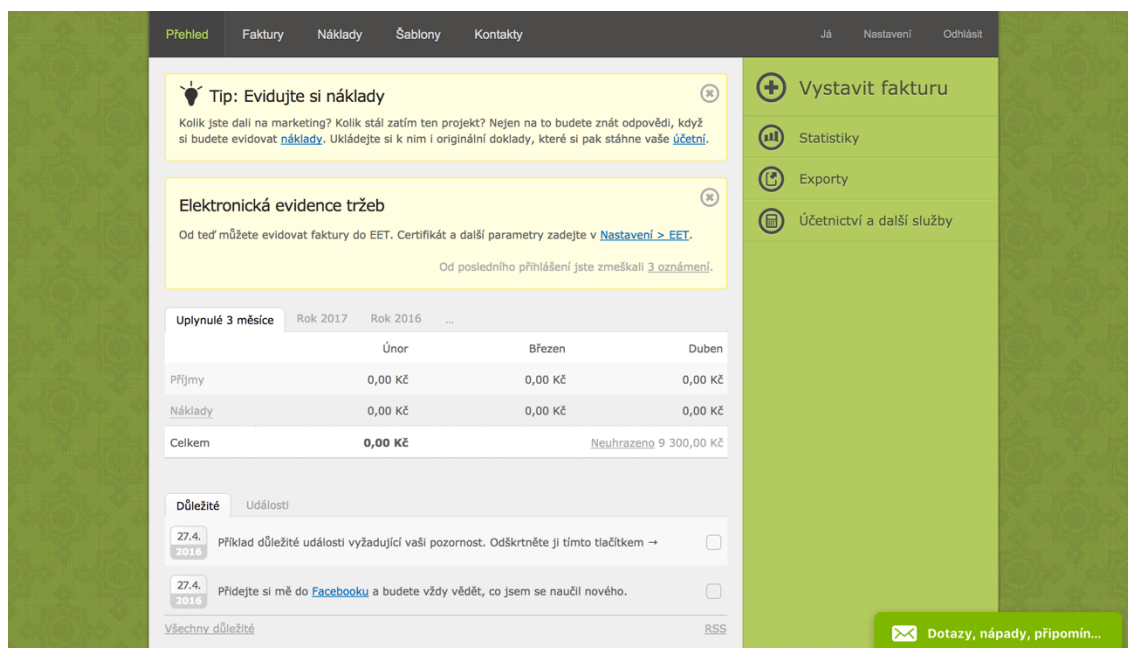 Přehled Faktury Náklady Šablony Kontakty Já Nastavení Odhlásit
Tip: Evidujte si náklady
Kolik jste dali na marketing? Kolik stál zatím ten projekt? Nejen na to budete znát odpovědi, když
si budete evidovat náklady. Ukládejte si k nim i originální doklady, které si pak stáhne vaše účetní.
Elektronická evidence tržeb
Od teď můžete evidovat faktury do EET. Certifikát a další parametry zadejte v Nastavení > EET.
Od posledního přihlášení jste zmeškali 3 oznámení.
Uplynulé 3 měsíce Rok 2017 Rok 2016 ...
Únor Březen Duben
Příjmy 0,00 Kč 0,00 Kč 0,00 Kč
Náklady 0,00 Kč 0,00 Kč 0,00 Kč
Celkem 0,00 Kč Neuhrazeno 9 300,00 Kč
Důležité Události
27.4.
2016
Příklad důležité události vyžadující vaši pozornost. Odškrtněte ji tímto tlačítkem →
27.4.
2016
Přidejte si mě do Facebooku a budete vždy vědět, co jsem se naučil nového.
Všechny důležité RSS
Vystavit fakturu
Statistiky
Exporty
Účetnictví a další služby
Dotazy, nápady, připomín...